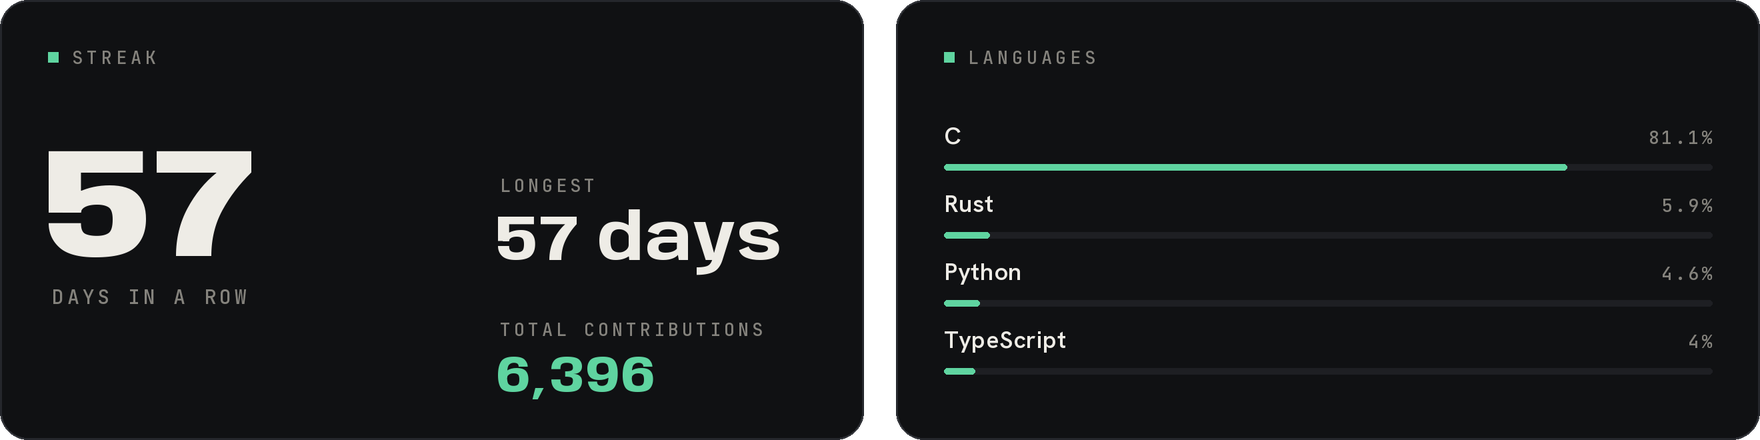 STREAK
57
DAYS IN A ROW
LONGEST
57 days
TOTAL CONTRIBUTIONS
6,396
LANGUAGES
C 81.1%
Rust 5.9%
Python 4.6%
TypeScript 4%